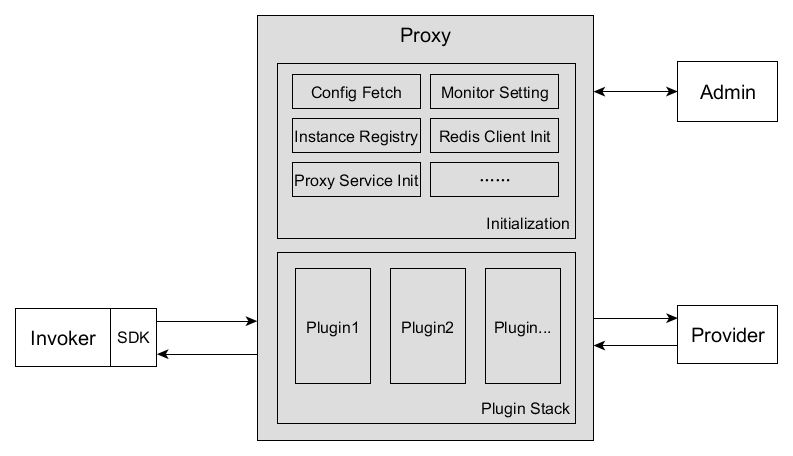 Proxy
Config Fetch
Monitor Setting
Instance Registry
Redis Client Init
Proxy Service Init
......
Initialization
Admin
Plugin1
Plugin2
Plugin...
Plugin Stack
Invoker
SDK
Provider